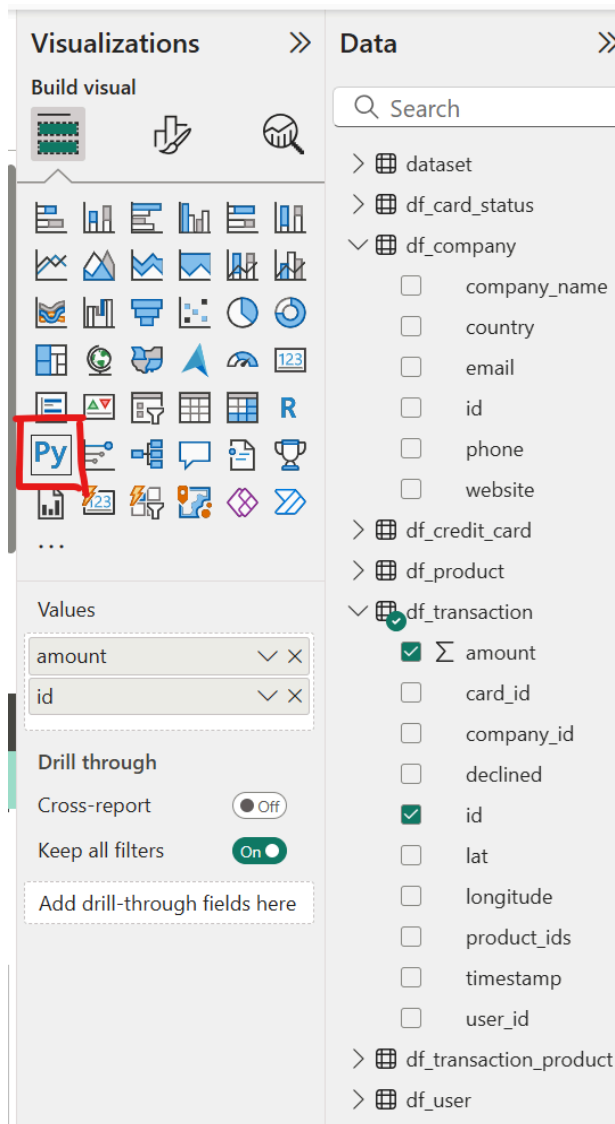 Visualizations
Build visual
123
R
Py
123
...
Values
amount
id
Drill through
Cross-report
Off
Keep all filters
On
Add drill-through fields here
Data
Search
dataset
df_card_status
df_company
company_name
country
email
id
phone
website
df_credit_card
df_product
df_transaction
Σ amount
card_id
company_id
declined
id
lat
longitude
product_ids
timestamp
user_id
df_transaction_product
df_user